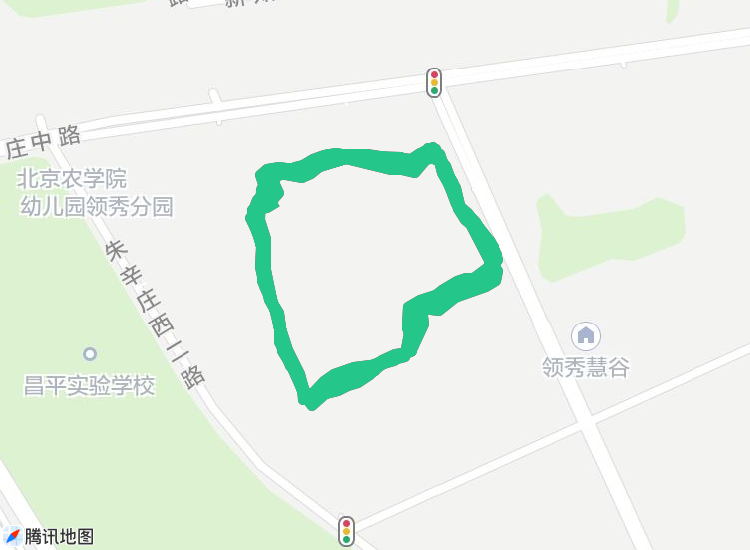 路
庄中路
北京农学院
幼儿园领秀分园
朱辛庄西二路
昌平实验学校
领秀慧谷
腾讯地图